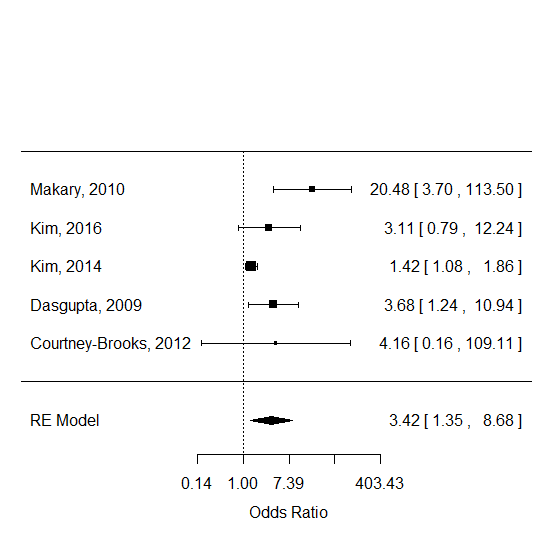 Makary, 2010 20.48 [ 3.70 , 113.50 ]
Kim, 2016 3.11 [ 0.79 , 12.24 ]
Kim, 2014 1.42 [ 1.08 , 1.86 ]
Dasgupta, 2009 3.68 [ 1.24 , 10.94 ]
Courtney-Brooks, 2012 4.16 [ 0.16 , 109.11 ]
RE Model 3.42 [ 1.35 , 8.68 ]
0.14 1.00 7.39 403.43
Odds Ratio